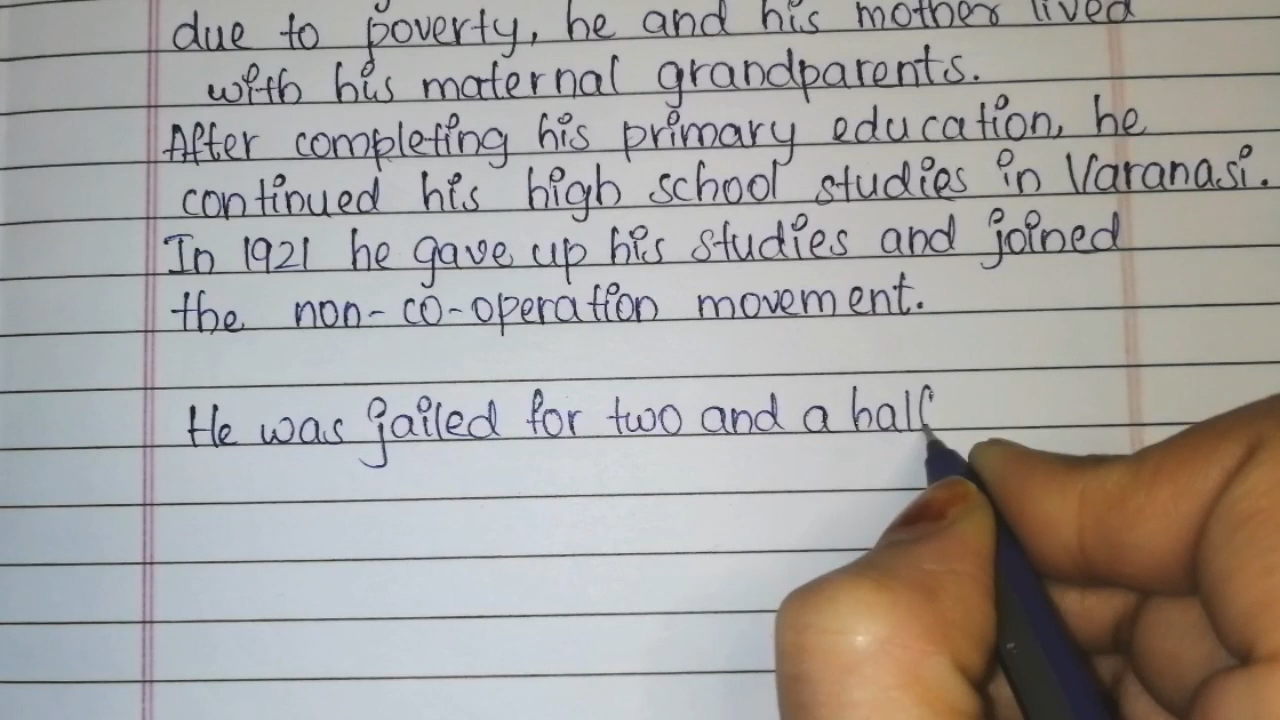 due to poverty, he and his mother lived
with his maternal grandparents.
After completing his primary education, he
continued his high school studies in Varanasi.
In 1921 he gave up his studies and joined
the non-co-operation movement.
He was jailed for two and a half